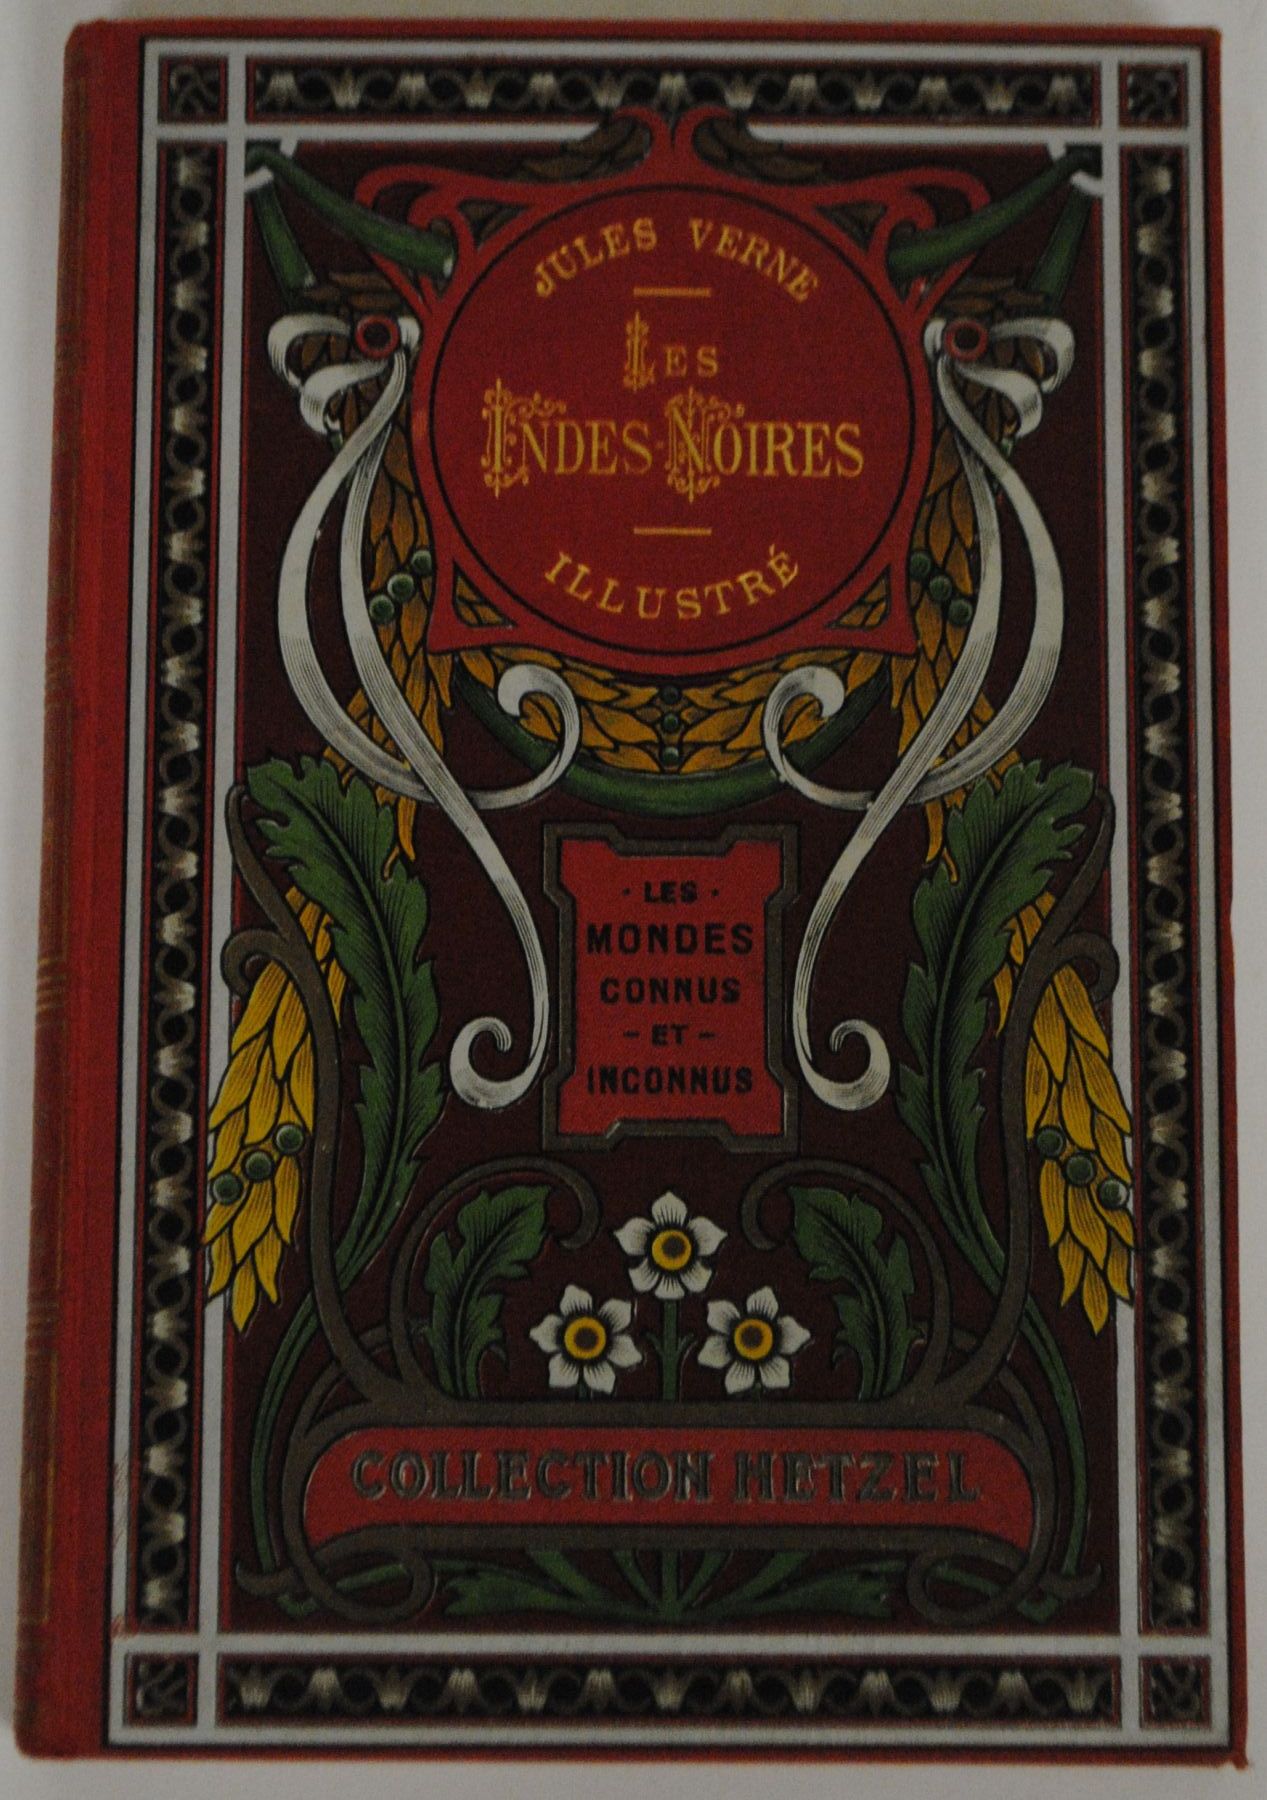 JULES VERNE
LES
INDES-NOIRES
ILLUSTRÉ
· LES ·
MONDES
CONNUS
- ET -
INCONNUS
COLLECTION HETZEL